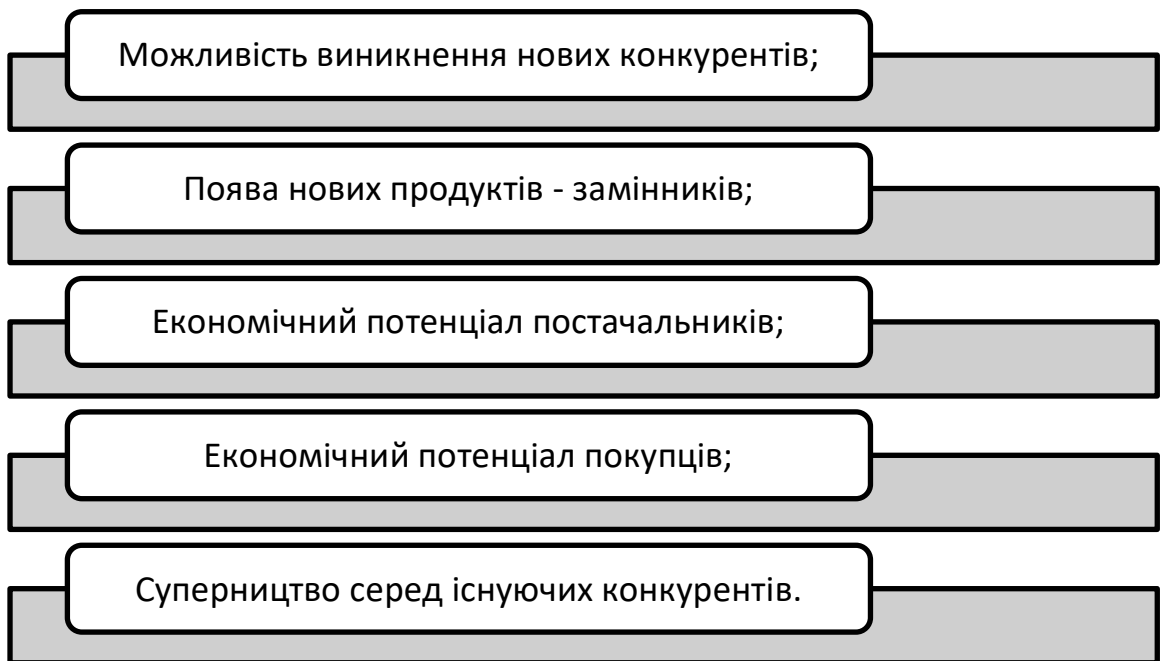 Можливість виникнення нових конкурентів;
Поява нових продуктів - замінників;
Економічний потенціал постачальників;
Економічний потенціал покупців;
Суперництво серед існуючих конкурентів.